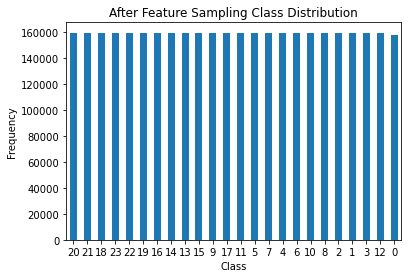 After Feature Sampling Class Distribution
160000
140000
120000
100000
80000
60000
40000
20000
0
Frequency
20 21 18 23 22 19 16 14 13 15 9 17 11 5 7 4 6 10 8 2 1 3 12 0
Class